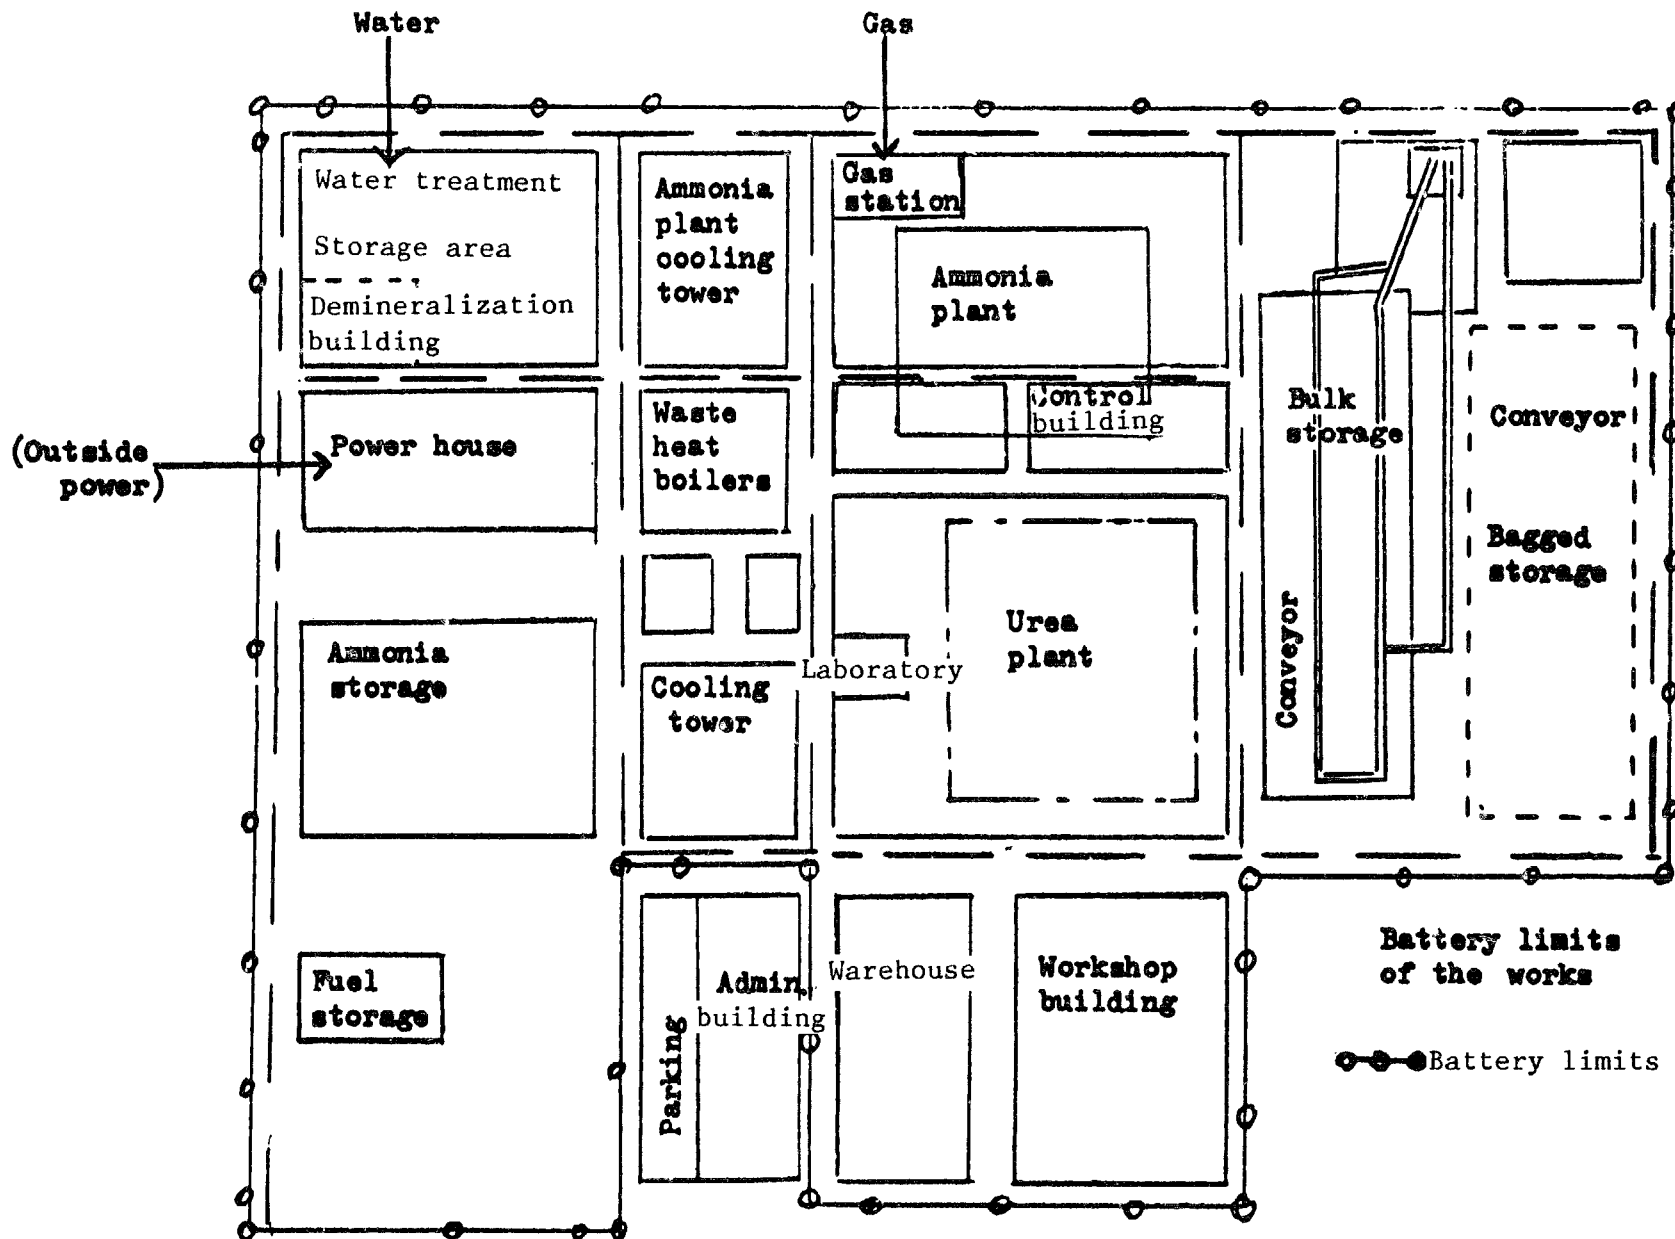 Water
Gas
Water treatment
Storage area
Demineralization
building
Ammonia
plant
cooling
tower
Gas
station
Ammonia
plant
(Outside
power)
Power house
Waste
heat
boilers
Control
building
Bulk
storage
Conveyor
Conveyor
Bagged
storage
Ammonia
storage
Cooling
tower
Laboratory
Urea
plant
Fuel
storage
Parking
Admin.
building
Warehouse
Workshop
building
Battery limits
of the works
Battery limits